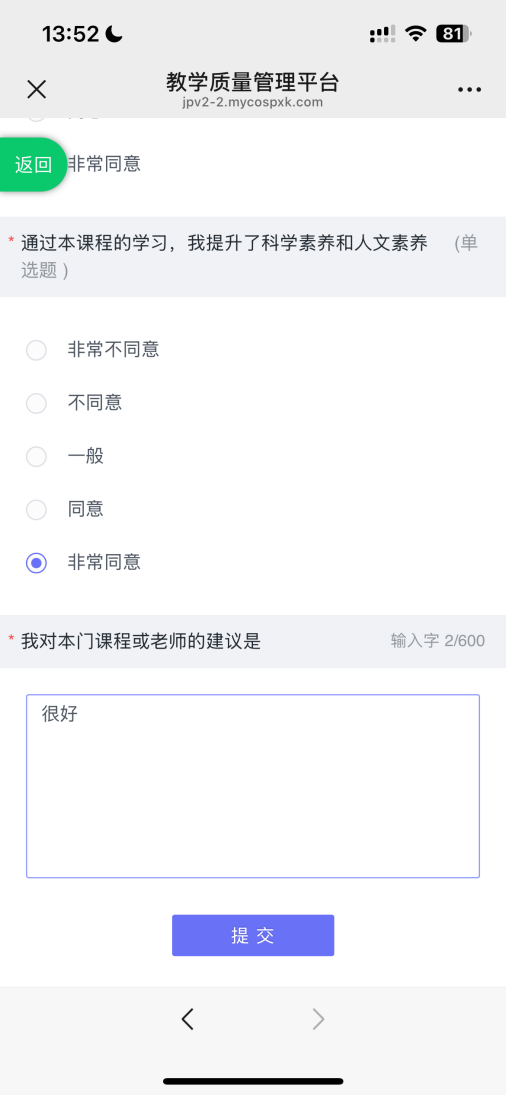 13:52
81
教学质量管理平台
jpv2-2.mycospxk.com
返回
非常同意
* 通过本课程的学习，我提升了科学素养和人文素养 (单
选题 )
非常不同意
不同意
一般
同意
非常同意
* 我对本门课程或老师的建议是 输入字 2/600
很好
提 交